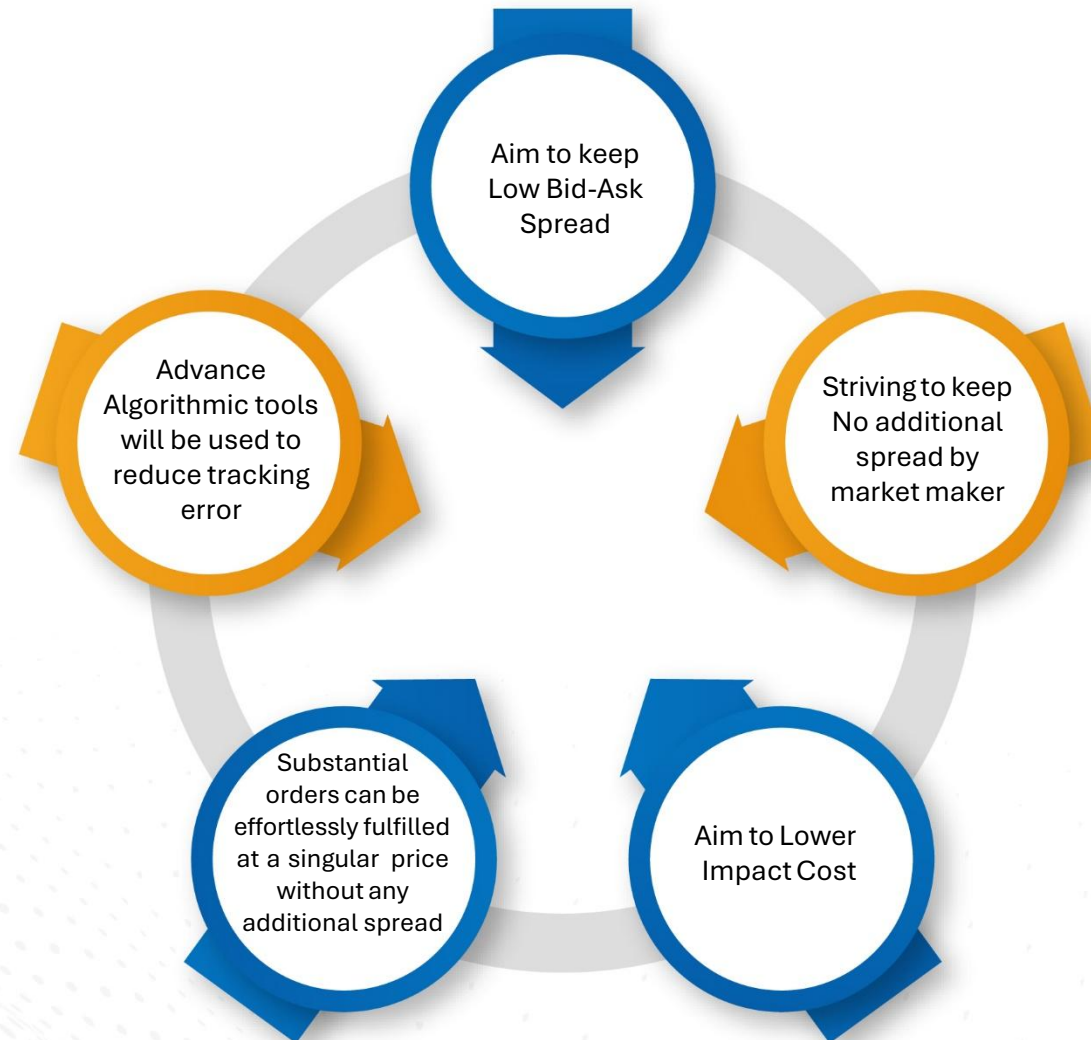 Aim to keep
Low Bid-Ask
Spread
Advance
Algorithmic tools
will be used to
reduce tracking
error
Striving to keep
No additional
spread by
market maker
Substantial
orders can be
effortlessly fulfilled
at a singular price
without any
additional spread
Aim to Lower
Impact Cost